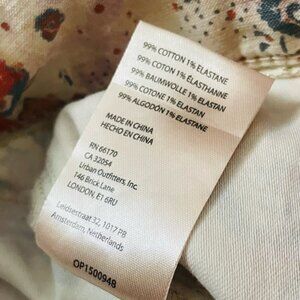 99% COTTON 1% ELASTANE
99% COTON 1% ÉLASTHANNE
99% BAUMWOLLE 1% ELASTAN
99% COTONE 1% ELASTAN
99% ALGODÓN 1% ELASTANE
MADE IN CHINA
HECHO EN CHINA
RN 66170
CA 32054
Urban Outfitters, Inc.
146 Brick Lane
LONDON, E1 6RU
Leidsestraat 32, 1017 PB
Amsterdam, Netherlands
OP1500948